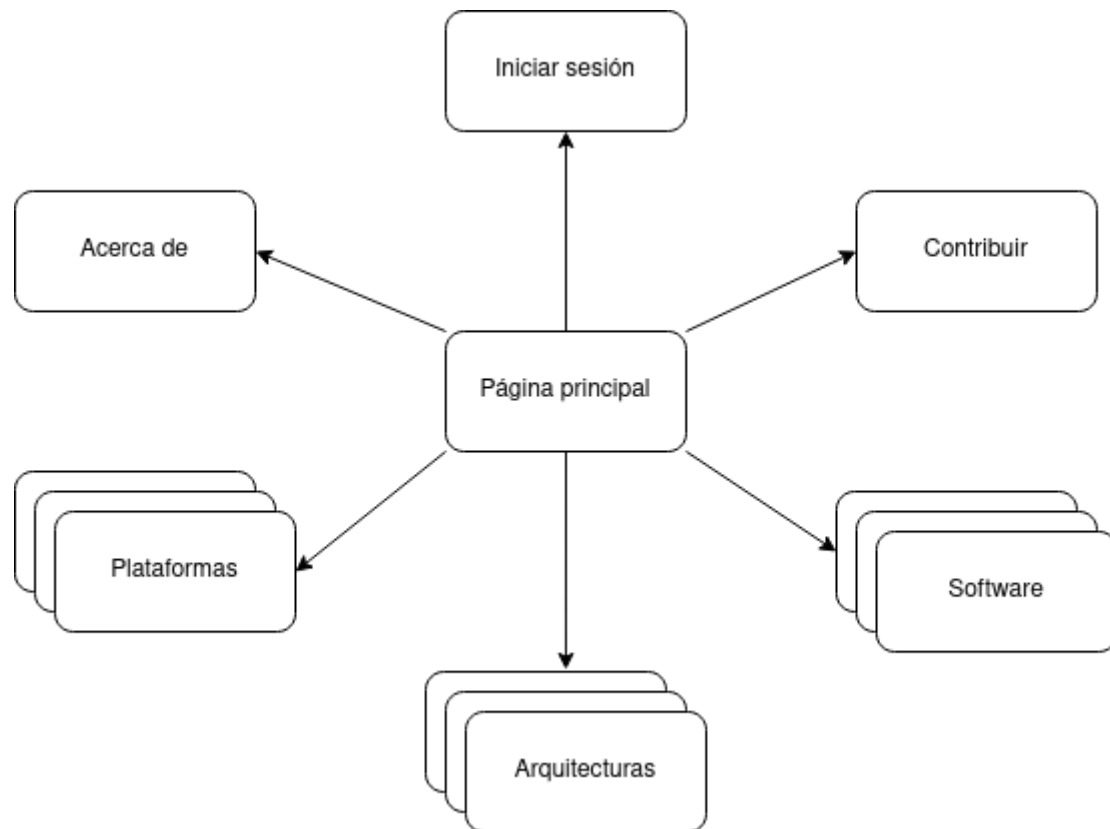 Iniciar sesión
Acerca de
Contribuir
Página principal
Plataformas
Software
Arquitecturas